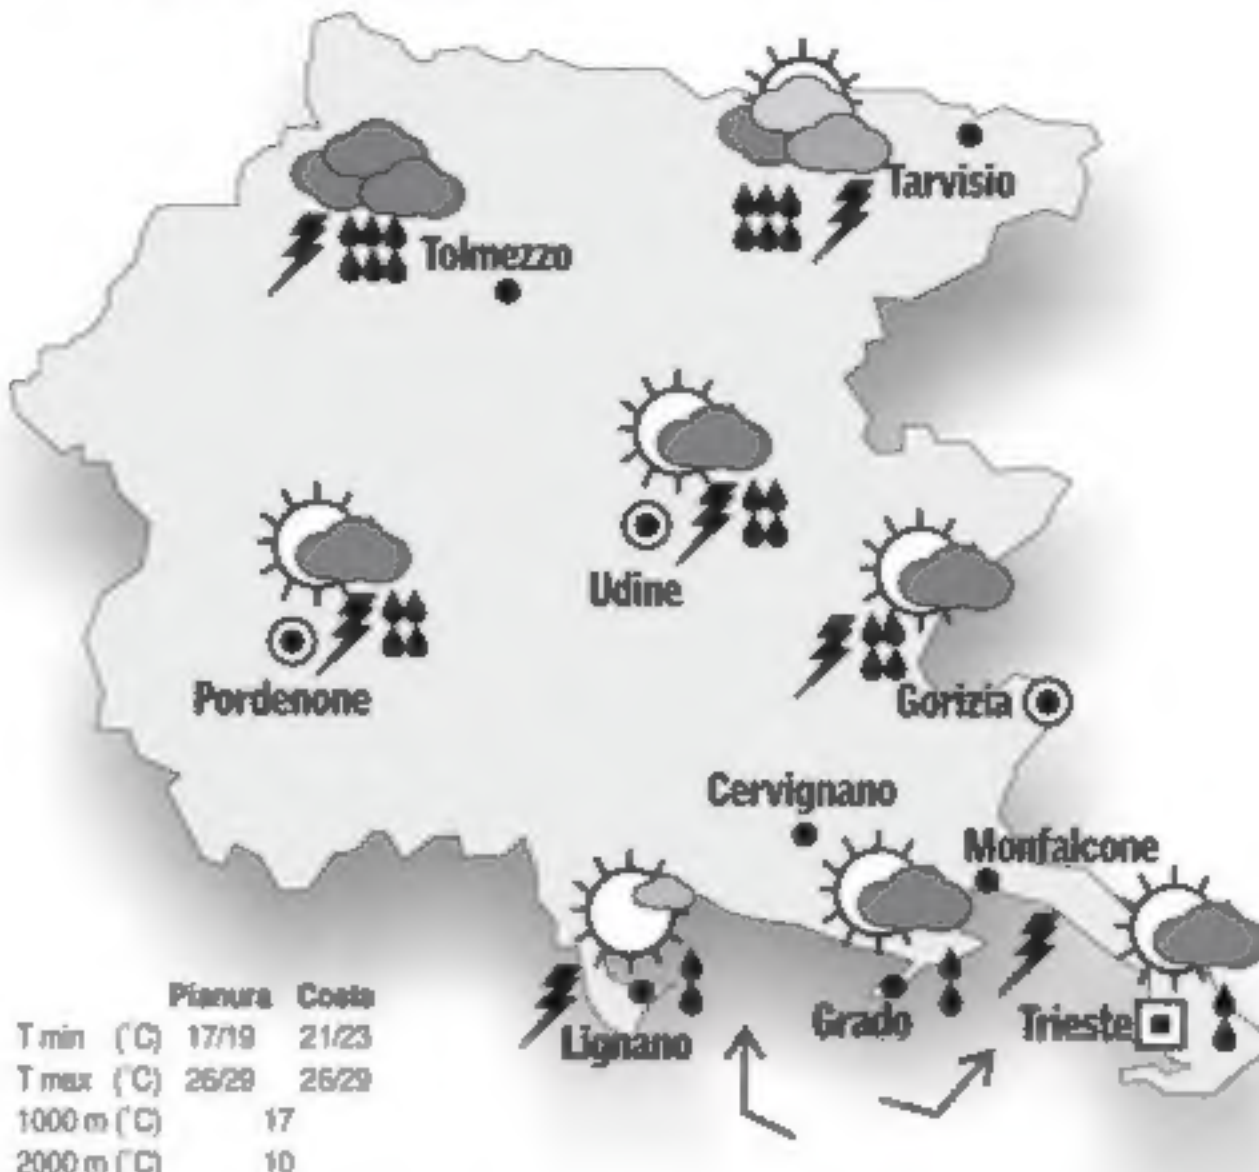 Tarvisio
Tolmezzo
Udine
Pordenone
Gorizia
Cervignano
Monfalcone
Grado
Trieste
Lignano
Pianura Costa
T min (°C) 17/19 21/23
T max (°C) 26/29 26/29
1000 m (°C) 17
2000 m (°C) 10